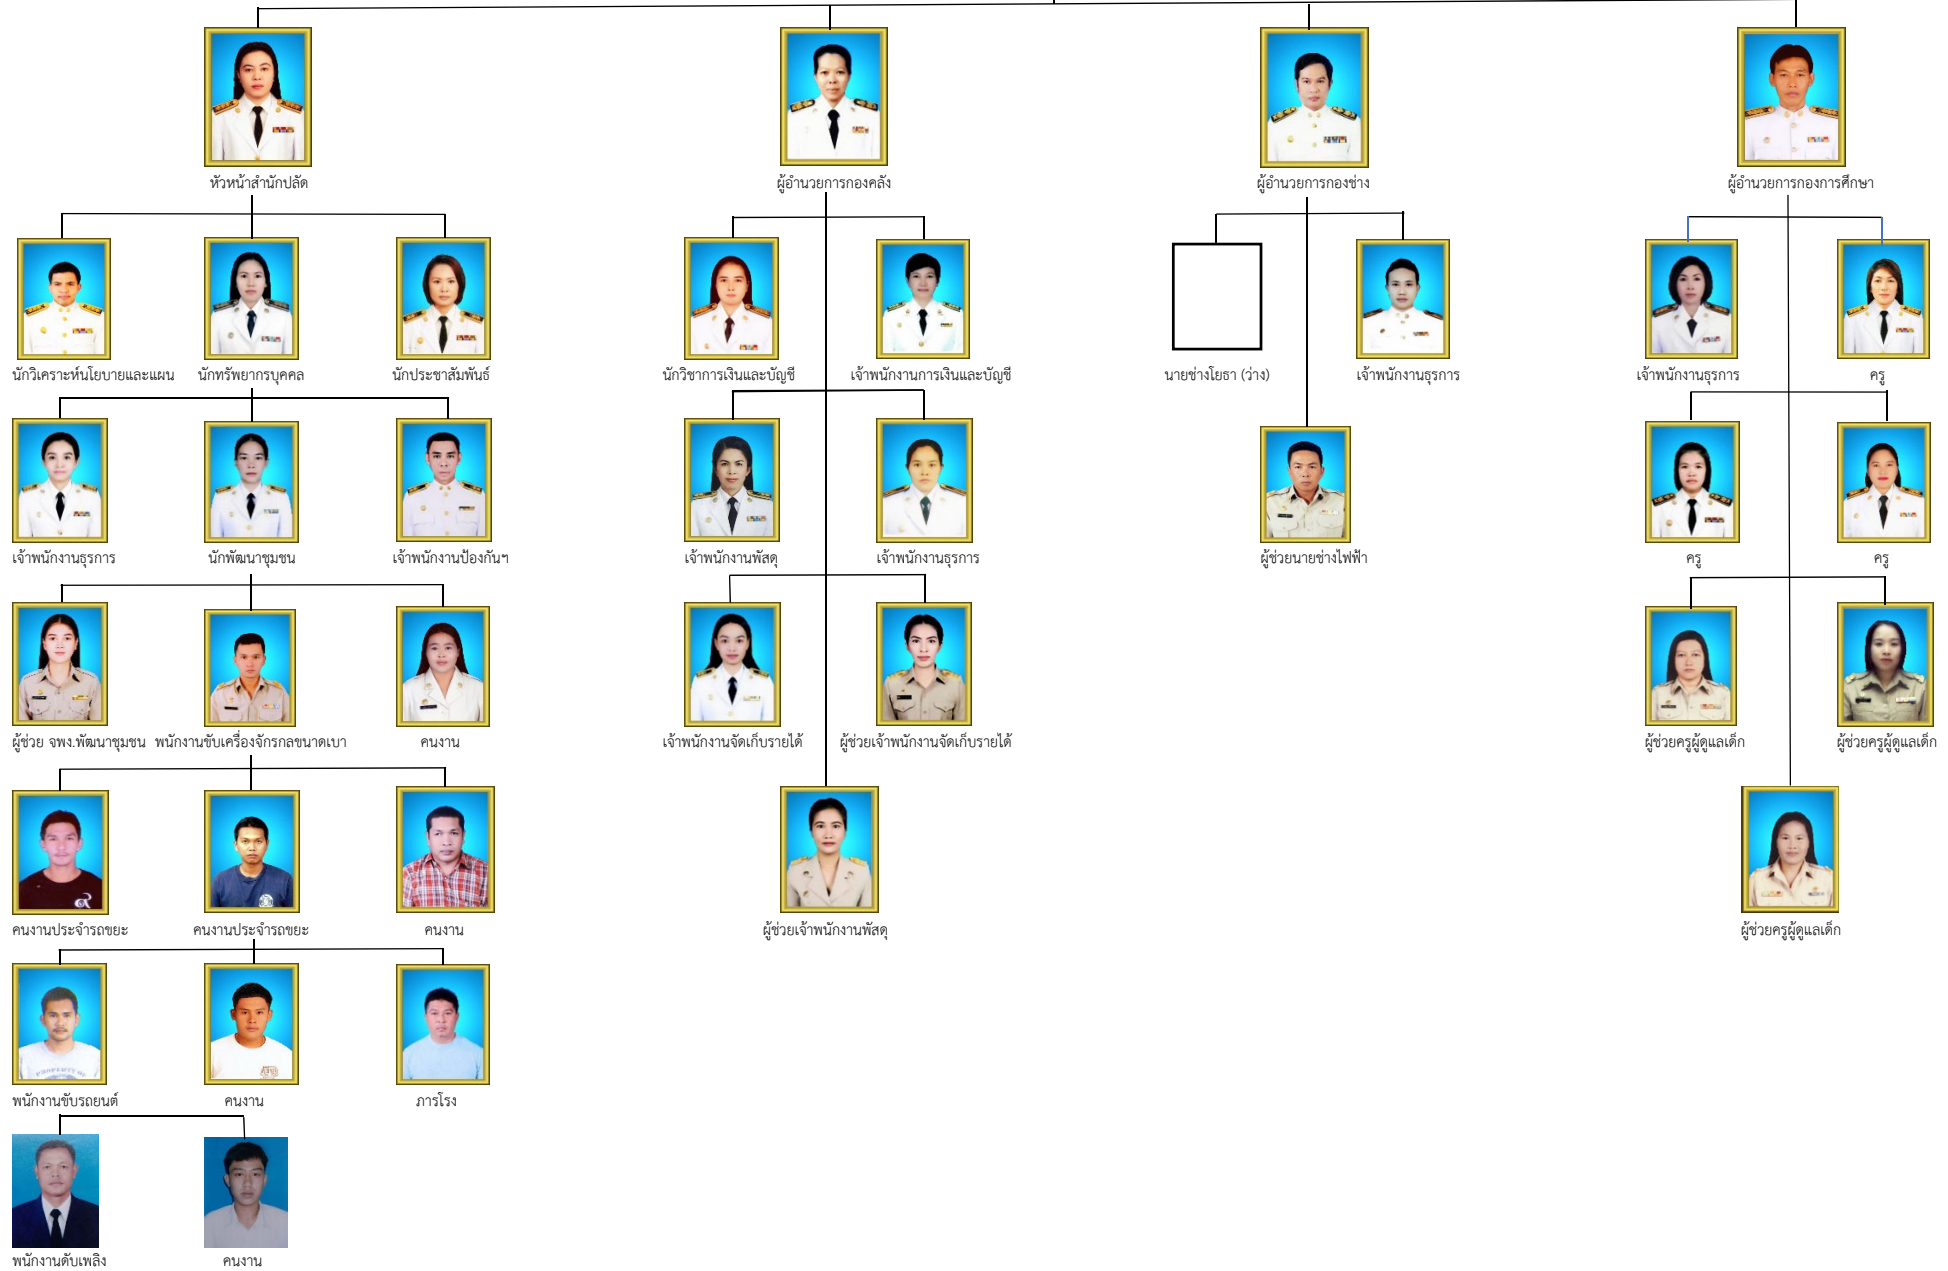 หัวหน้าสำนักปลัด
ผู้อำนวยการกองคลัง
ผู้อำนวยการกองช่าง
ผู้อำนวยการกองการศึกษา
นักวิเคราะห์นโยบายและแผน
นักทรัพยากรบุคคล
นักประชาสัมพันธ์
นักวิชาการเงินและบัญชี
เจ้าพนักงานการเงินและบัญชี
นายช่างโยธา (ว่าง)
เจ้าพนักงานธุรการ
เจ้าพนักงานธุรการ
ครู
เจ้าพนักงานธุรการ
นักพัฒนาชุมชน
เจ้าพนักงานป้องกันฯ
เจ้าพนักงานพัสดุ
เจ้าพนักงานธุรการ
ผู้ช่วยนายช่างไฟฟ้า
ครู
ครู
ผู้ช่วย จพง.พัฒนาชุมชน
พนักงานขับเครื่องจักรกลขนาดเบา
คนงาน
เจ้าพนักงานจัดเก็บรายได้
ผู้ช่วยเจ้าพนักงานจัดเก็บรายได้
ผู้ช่วยครูผู้ดูแลเด็ก
ผู้ช่วยครูผู้ดูแลเด็ก
คนงานประจำรถขยะ
คนงานประจำรถขยะ
คนงาน
ผู้ช่วยเจ้าพนักงานพัสดุ
ผู้ช่วยครูผู้ดูแลเด็ก
พนักงานขับรถยนต์
คนงาน
ภารโรง
พนักงานดับเพลิง
คนงาน